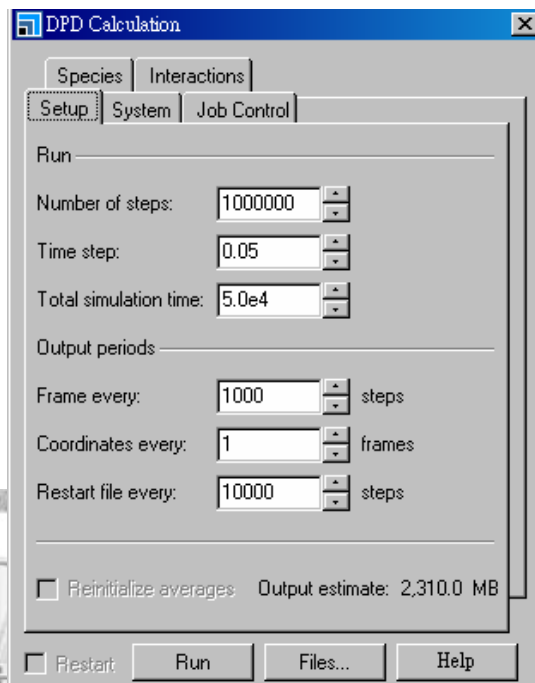 DPD Calculation
Species Interactions
Setup System Job Control
Run
Number of steps: 1000000
Time step: 0.05
Total simulation time: 5.0e4
Output periods
Frame every: 1000 steps
Coordinates every: 1 frames
Restart file every: 10000 steps
Reinitialize averages Output estimate: 2,310.0 MB
Restart Run Files... Help